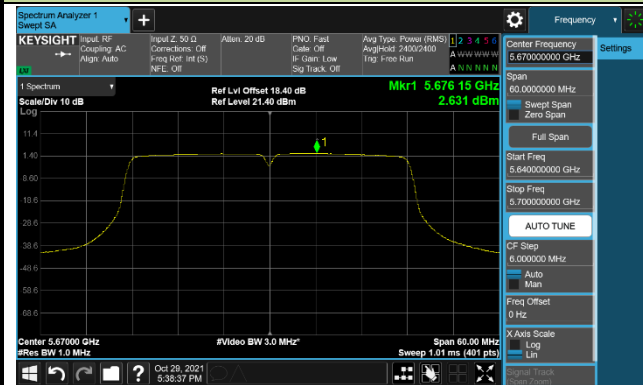 Spectrum Analyzer 1
Swept SA
Frequency
KEYSIGHT
Input: RF
Coupling: AC
Align: Auto
Input Z: 50 Ω
Corrections: Off
Freq Ref: Int (S)
NFE: Off
Atten: 20 dB
PNO: Fast
Gate: Off
IF Gain: Low
Sig Track: Off
Avg Type: Power (RMS)
Avg|Hold: 2400/2400
Trig: Free Run
1 2 3 4 5 6
A W W W W W
A N N N N N
LXI
1 Spectrum
Scale/Div 10 dB
Log
Ref Lvl Offset 18.40 dB
Ref Level 21.40 dBm
Mkr1 5.676 15 GHz
2.631 dBm
1
11.4
1.40
-8.60
-18.6
-28.6
-38.6
-48.6
-58.6
-68.6
Center 5.67000 GHz
#Res BW 1.0 MHz
#Video BW 3.0 MHz*
Span 60.00 MHz
Sweep 1.01 ms (401 pts)
Center Frequency
5.670000000 GHz
Settings
Span
60.0000000 MHz
Swept Span
Zero Span
Full Span
Start Freq
5.640000000 GHz
Stop Freq
5.700000000 GHz
AUTO TUNE
CF Step
6.000000 MHz
Auto
Man
Freq Offset
0 Hz
X Axis Scale
Log
Lin
Signal Track
(Span Zoom)
?
Oct 29, 2021
5:38:37 PM